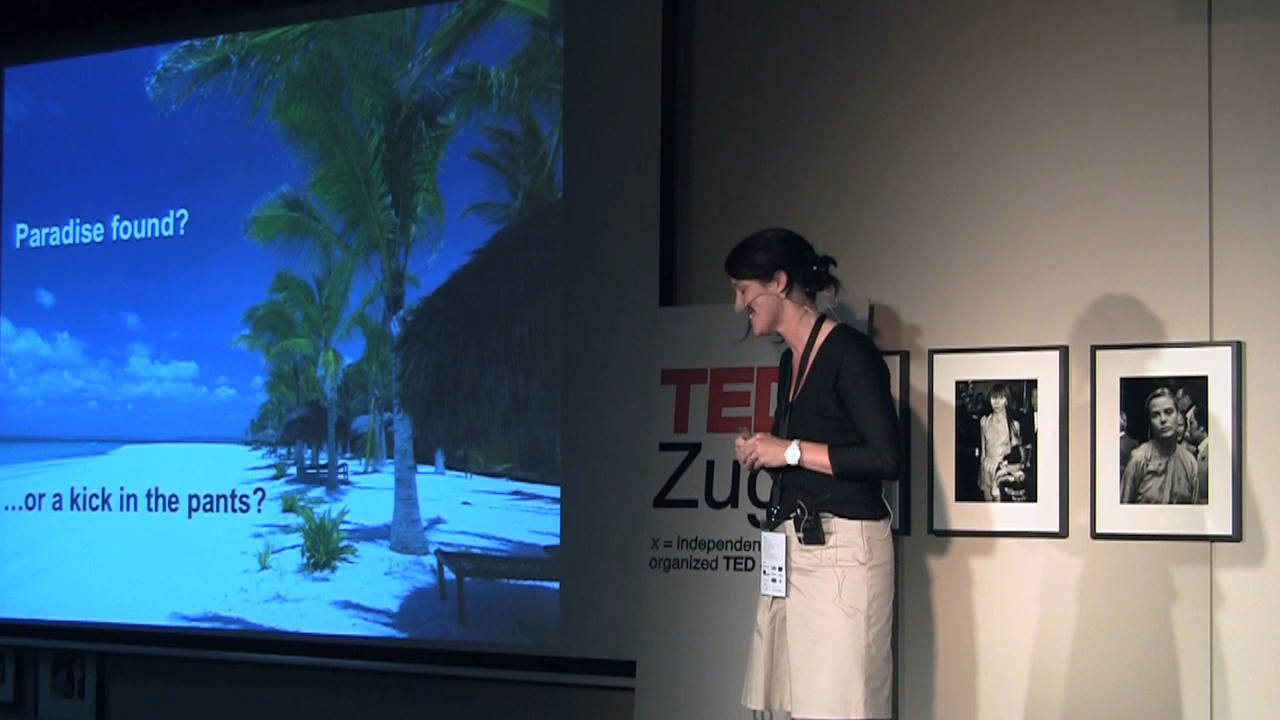 Paradise found?
...or a kick in the pants?
TED
Zug
x = independen
organized TED